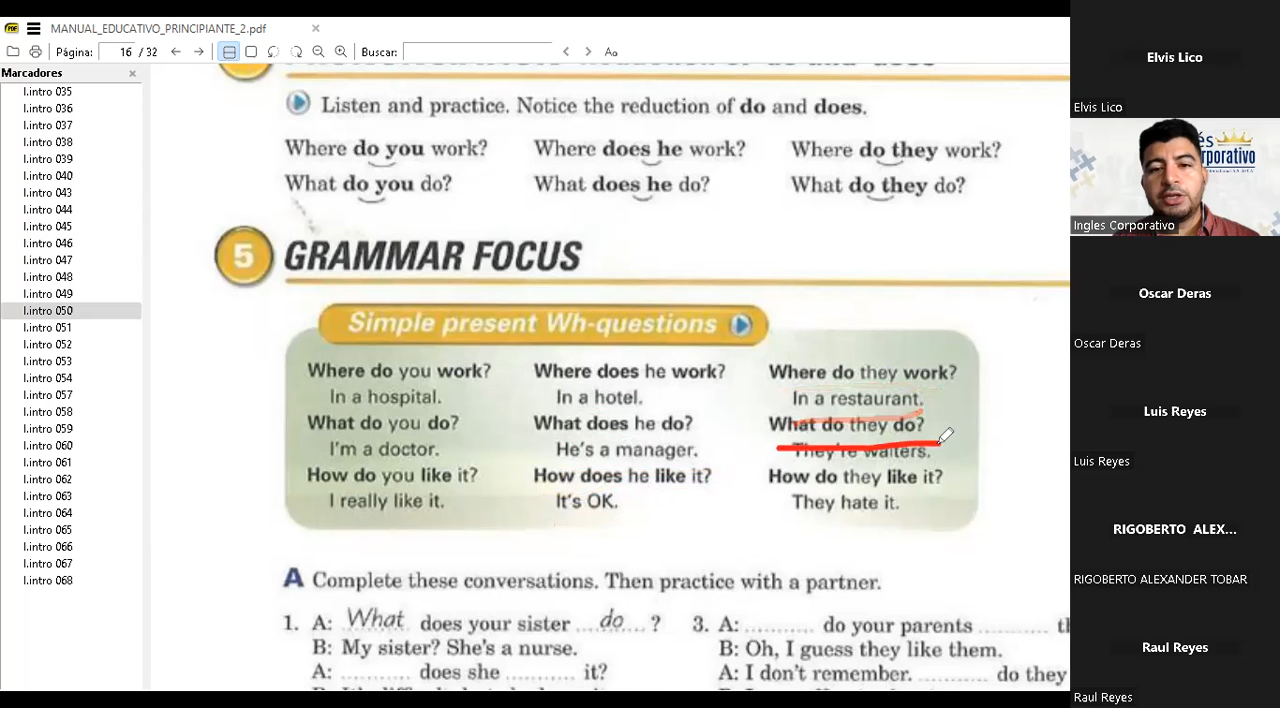 MANUAL_EDUCATIVO_PRINCIPIANTE_2.pdf
Página: 16 / 32 Buscar:
Marcadores
I.intro 035
I.intro 036
I.intro 037
I.intro 038
I.intro 039
I.intro 040
I.intro 043
I.intro 044
I.intro 045
I.intro 046
I.intro 047
I.intro 048
I.intro 049
I.intro 050
I.intro 051
I.intro 052
I.intro 053
I.intro 054
I.intro 057
I.intro 058
I.intro 059
I.intro 060
I.intro 061
I.intro 062
I.intro 063
I.intro 064
I.intro 065
I.intro 066
I.intro 067
I.intro 068
Listen and practice. Notice the reduction of do and does.
Where do you work? Where does he work? Where do they work?
What do you do? What does he do? What do they do?
5 GRAMMAR FOCUS
Simple present Wh-questions
Where do you work? Where does he work? Where do they work?
In a hospital. In a hotel. In a restaurant.
What do you do? What does he do? What do they do?
I'm a doctor. He's a manager. They're waiters.
How do you like it? How does he like it? How do they like it?
I really like it. It's OK. They hate it.
A Complete these conversations. Then practice with a partner.
1. A: What does your sister do ?
B: My sister? She's a nurse.
A: .......... does she .......... it?
3. A: .......... do your parents ..........
B: Oh, I guess they like them.
A: I don't remember. .......... do they
Elvis Lico
Elvis Lico
Ingles Corporativo
Oscar Deras
Oscar Deras
Luis Reyes
Luis Reyes
RIGOBERTO ALEX...
RIGOBERTO ALEXANDER TOBAR
Raul Reyes
Raul Reyes